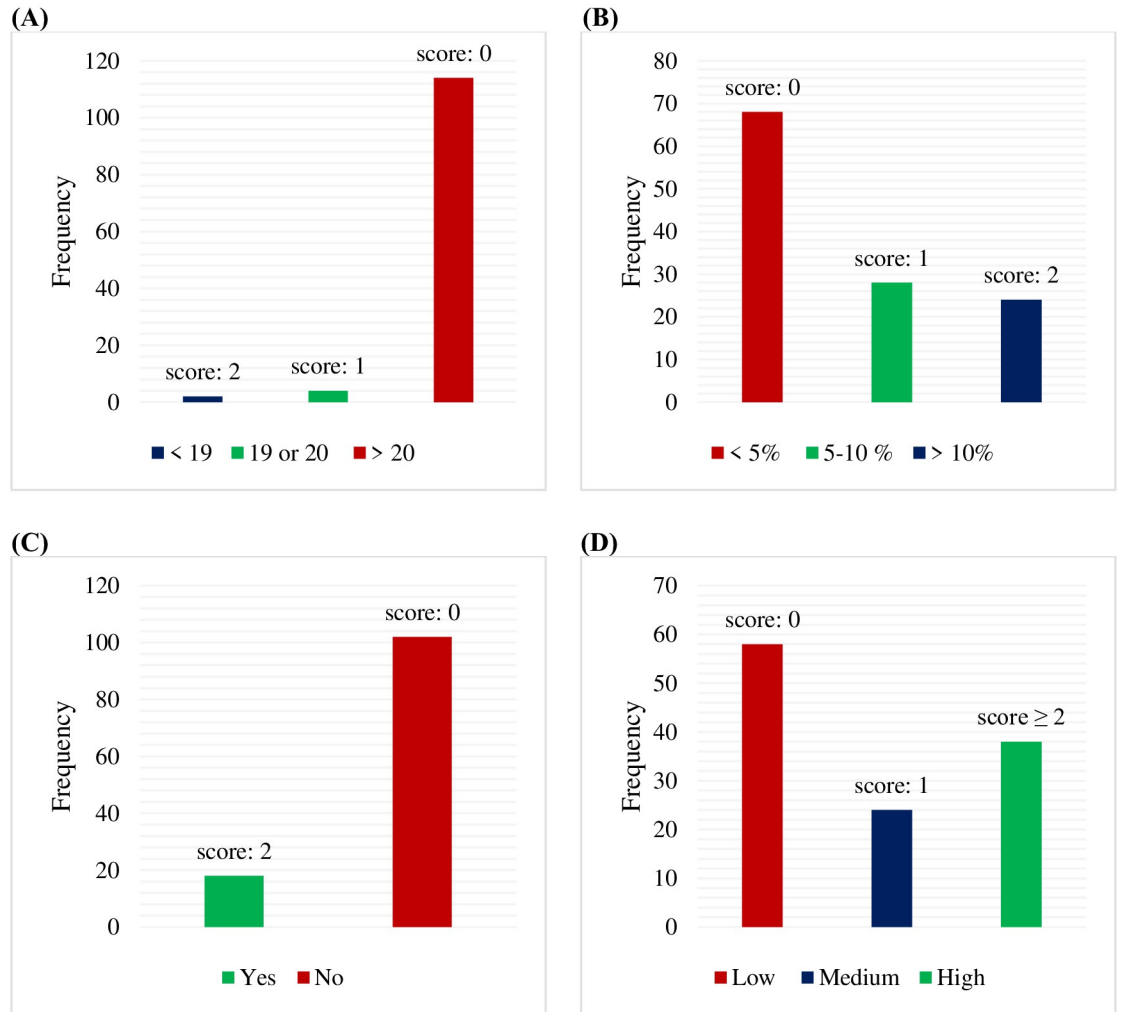 (A)
score: 0
120
100
80
60
40
20
0
Frequency
score: 2
score: 1
< 19 19 or 20 > 20
(B)
80
70
60
50
40
30
20
10
0
Frequency
score: 0
score: 1
score: 2
< 5% 5-10 % > 10%
(C)
120
100
80
60
40
20
0
Frequency
score: 0
score: 2
Yes No
(D)
70
60
50
40
30
20
10
0
Frequency
score: 0
score ≥ 2
score: 1
Low Medium High